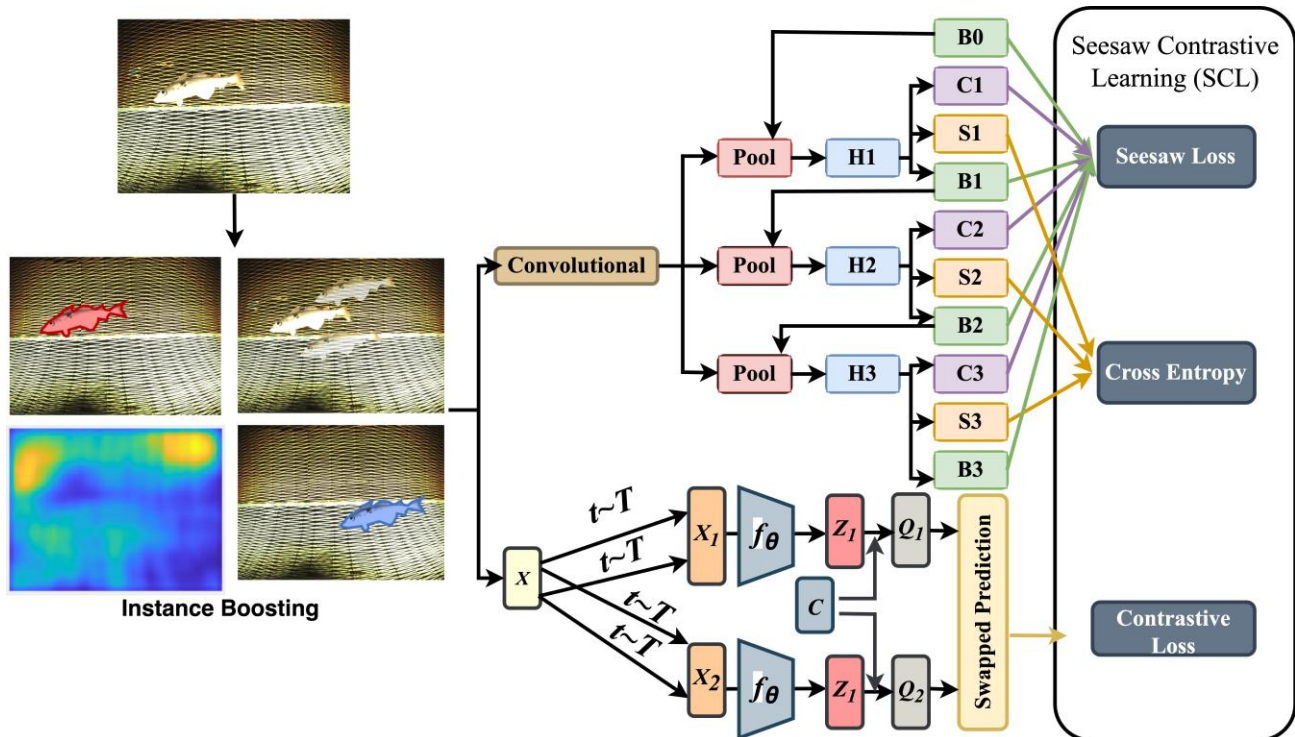 B0
C1
S1
B1
Pool
H1
C2
S2
B2
Convolutional
Pool
H2
C3
S3
B3
Pool
H3
Seesaw Contrastive
Learning (SCL)
Seesaw Loss
Cross Entropy
Contrastive
Loss
Instance Boosting
X
t~T
t~T
t~T
t~T
X1
fθ
Z1
Q1
C
X2
fθ
Z1
Q2
Swapped Prediction